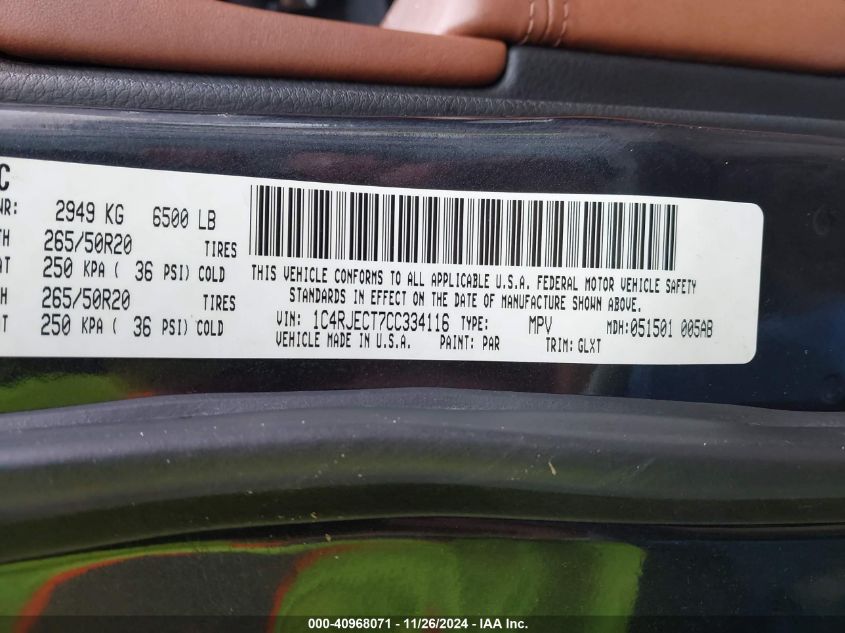 C
WR: 2949 KG 6500 LB
TH 265/50R20 TIRES
AT 250 KPA ( 36 PSI) COLD
H 265/50R20 TIRES
AT 250 KPA ( 36 PSI) COLD
THIS VEHICLE CONFORMS TO ALL APPLICABLE U.S.A. FEDERAL MOTOR VEHICLE SAFETY
STANDARDS IN EFFECT ON THE DATE OF MANUFACTURE SHOWN ABOVE.
VIN: 1C4RJECT7CC334116 TYPE: MPV MDH:051501 005AB
VEHICLE MADE IN U.S.A. PAINT: PAR TRIM: GLXT
000-40968071 - 11/26/2024 - IAA Inc.